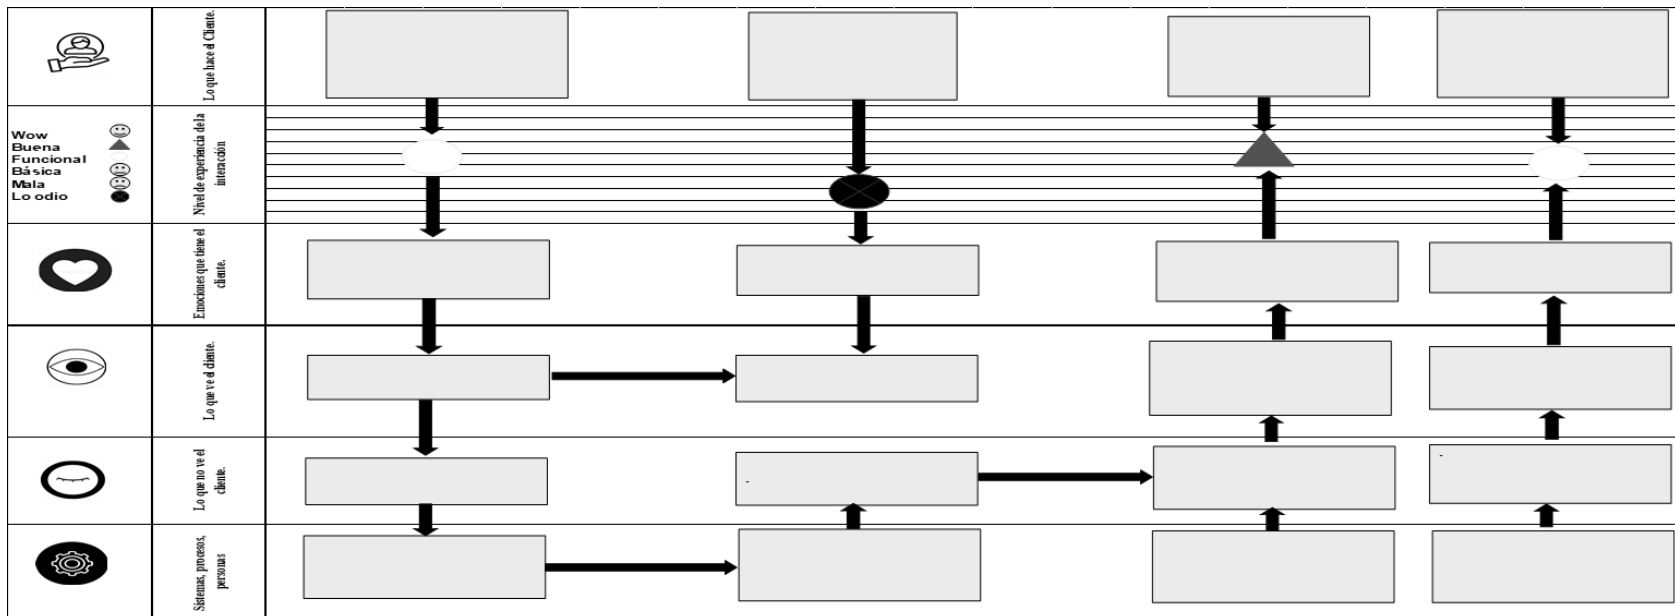 Lo que hace el Cliente.
Wow
Buena
Funcional
Básica
Mala
Lo odio
Nivel de experiencia de la
interacción
Emociones que tiene el
cliente.
Lo que ve el cliente.
Lo que no ve el
cliente.
-
-
Sistemas, procesos,
personas